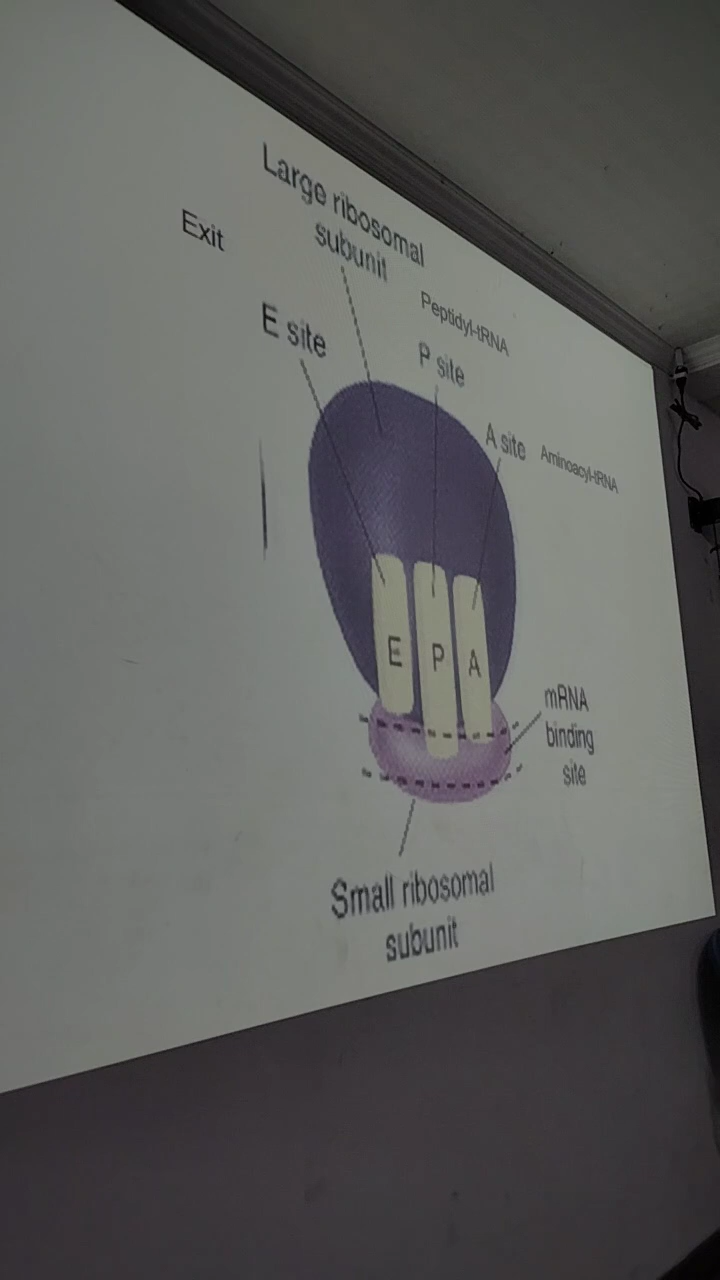 Large ribosomal
subunit
Exit
E site
Peptidyl-tRNA
P site
A site
Aminoacyl-tRNA
E
P
A
mRNA
binding
site
Small ribosomal
subunit